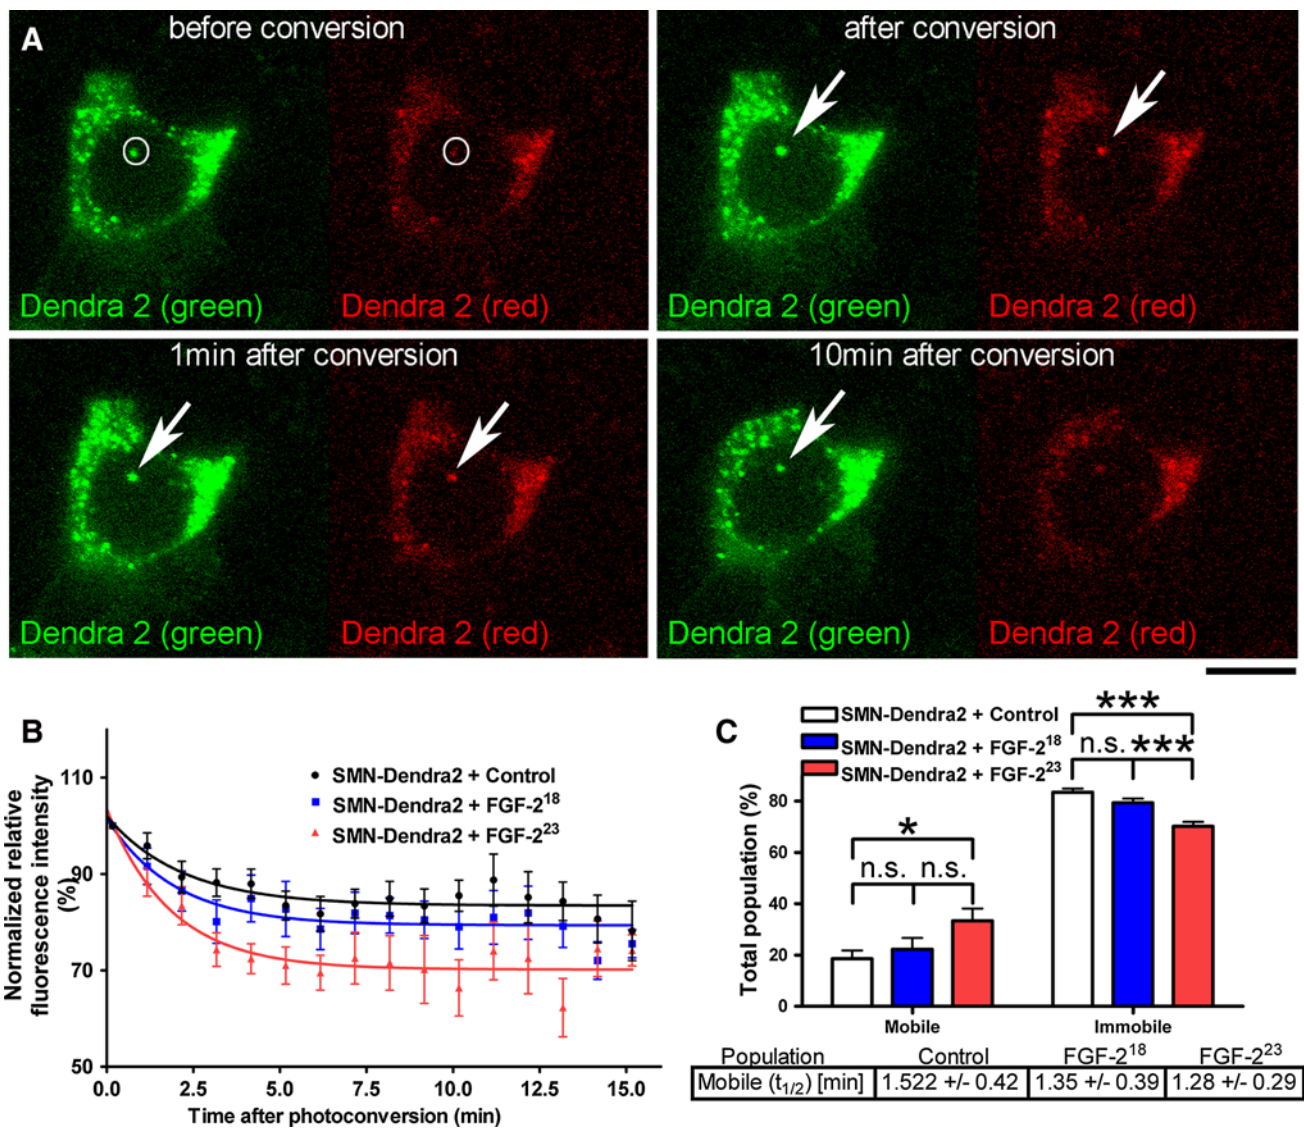 A
before conversion
after conversion
Dendra 2 (green)
Dendra 2 (red)
Dendra 2 (green)
Dendra 2 (red)
1min after conversion
10min after conversion
Dendra 2 (green)
Dendra 2 (red)
Dendra 2 (green)
Dendra 2 (red)
B
Normalized relative
fluorescence intensity
(%)
110
90
70
50
SMN-Dendra2 + Control
SMN-Dendra2 + FGF-2¹⁸
SMN-Dendra2 + FGF-2²³
0.0 2.5 5.0 7.5 10.0 12.5 15.0
Time after photoconversion (min)
C
SMN-Dendra2 + Control
SMN-Dendra2 + FGF-2¹⁸
SMN-Dendra2 + FGF-2²³
***
n.s. ***
*
n.s. n.s.
Total population (%)
80
60
40
20
0
Mobile Immobile
Population Control FGF-2¹⁸ FGF-2²³
Mobile (t1/2) [min] 1.522 +/- 0.42 1.35 +/- 0.39 1.28 +/- 0.29